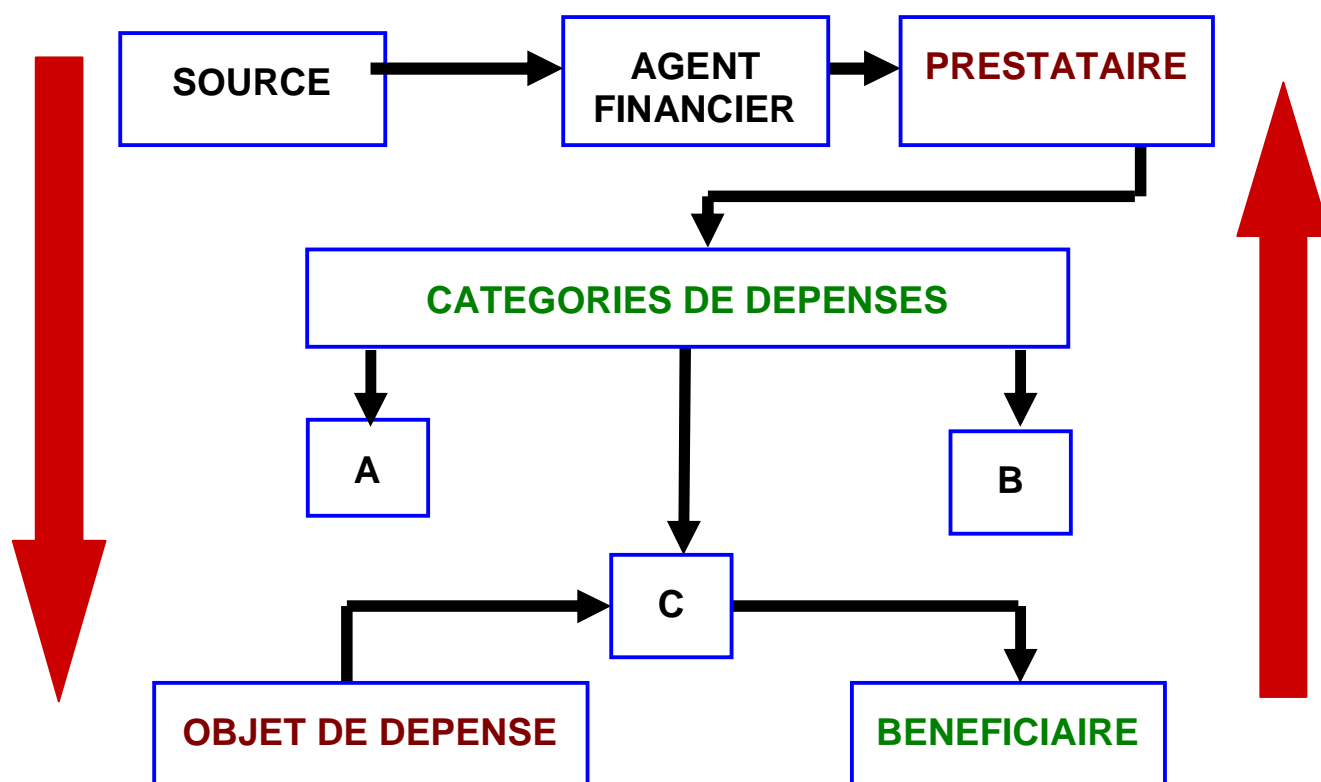 SOURCE
AGENT
FINANCIER
PRESTATAIRE
CATEGORIES DE DEPENSES
A
B
C
OBJET DE DEPENSE
BENEFICIAIRE